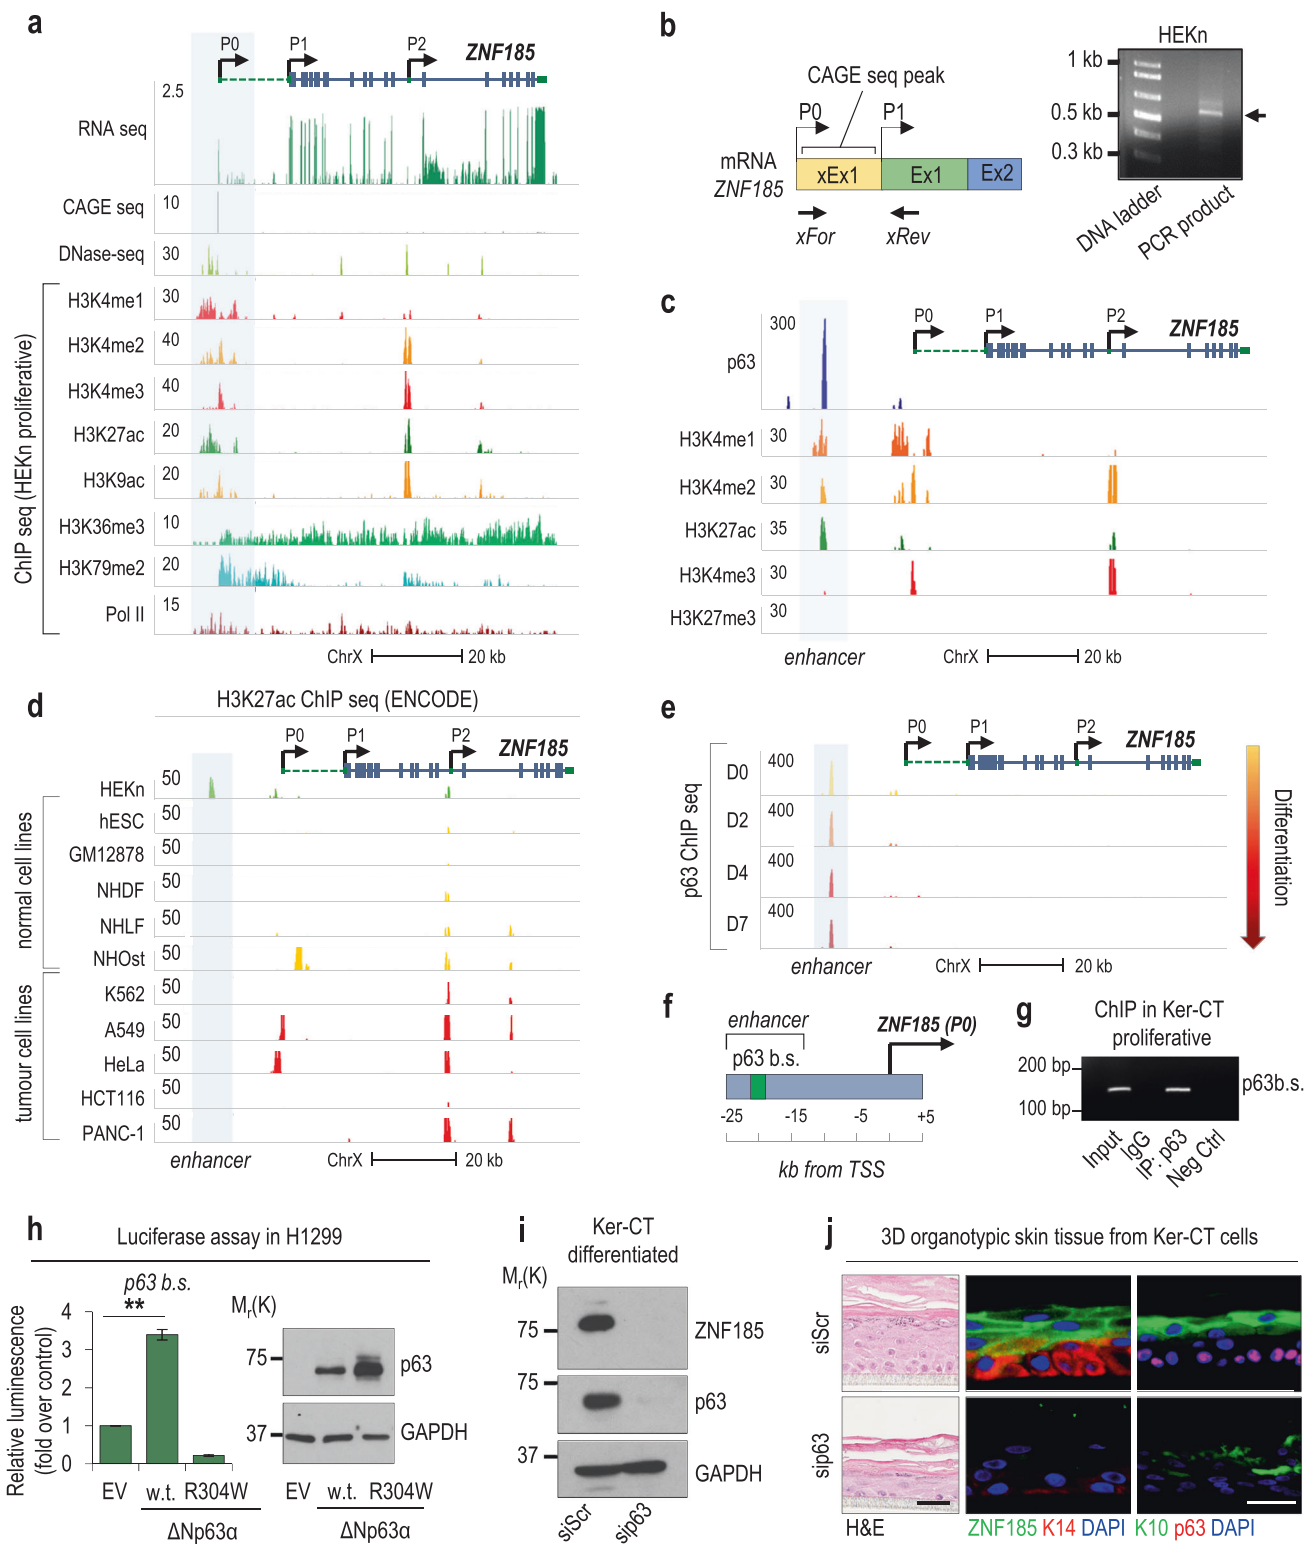 a
P0
P1
P2
ZNF185
RNA seq
2.5
CAGE seq
10
DNase-seq
30
ChIP seq (HEKn proliferative)
H3K4me1
30
H3K4me2
40
H3K4me3
40
H3K27ac
20
H3K9ac
20
H3K36me3
10
H3K79me2
20
Pol II
15
ChrX
20 kb
b
CAGE seq peak
P0
P1
mRNA
ZNF185
xEx1
Ex1
Ex2
xFor
xRev
HEKn
1 kb
0.5 kb
0.3 kb
DNA ladder
PCR product
c
P0
P1
P2
ZNF185
p63
300
H3K4me1
30
H3K4me2
30
H3K27ac
35
H3K4me3
30
H3K27me3
30
enhancer
ChrX
20 kb
d
H3K27ac ChIP seq (ENCODE)
P0
P1
P2
ZNF185
HEKn
50
normal cell lines
hESC
50
GM12878
50
NHDF
50
NHLF
50
NHOst
50
tumour cell lines
K562
50
A549
50
HeLa
50
HCT116
50
PANC-1
50
enhancer
ChrX
20 kb
e
P0
P1
P2
ZNF185
p63 ChIP seq
D0
400
D2
400
D4
400
D7
400
Differentiation
enhancer
ChrX
20 kb
f
enhancer
p63 b.s.
ZNF185 (P0)
-25
-15
-5
+5
kb from TSS
g
ChIP in Ker-CT
proliferative
200 bp
100 bp
p63b.s.
Input
IgG
IP: p63
Neg Ctrl
h
Luciferase assay in H1299
p63 b.s.
**
Relative luminescence
(fold over control)
4
3
2
1
0
EV
w.t.
R304W
ΔNp63α
Mr(K)
75
p63
37
GAPDH
EV
w.t.
R304W
ΔNp63α
i
Ker-CT
differentiated
Mr(K)
75
ZNF185
75
p63
37
GAPDH
siScr
sip63
j
3D organotypic skin tissue from Ker-CT cells
siScr
sip63
H&E
ZNF185 K14 DAPI
K10 p63 DAPI